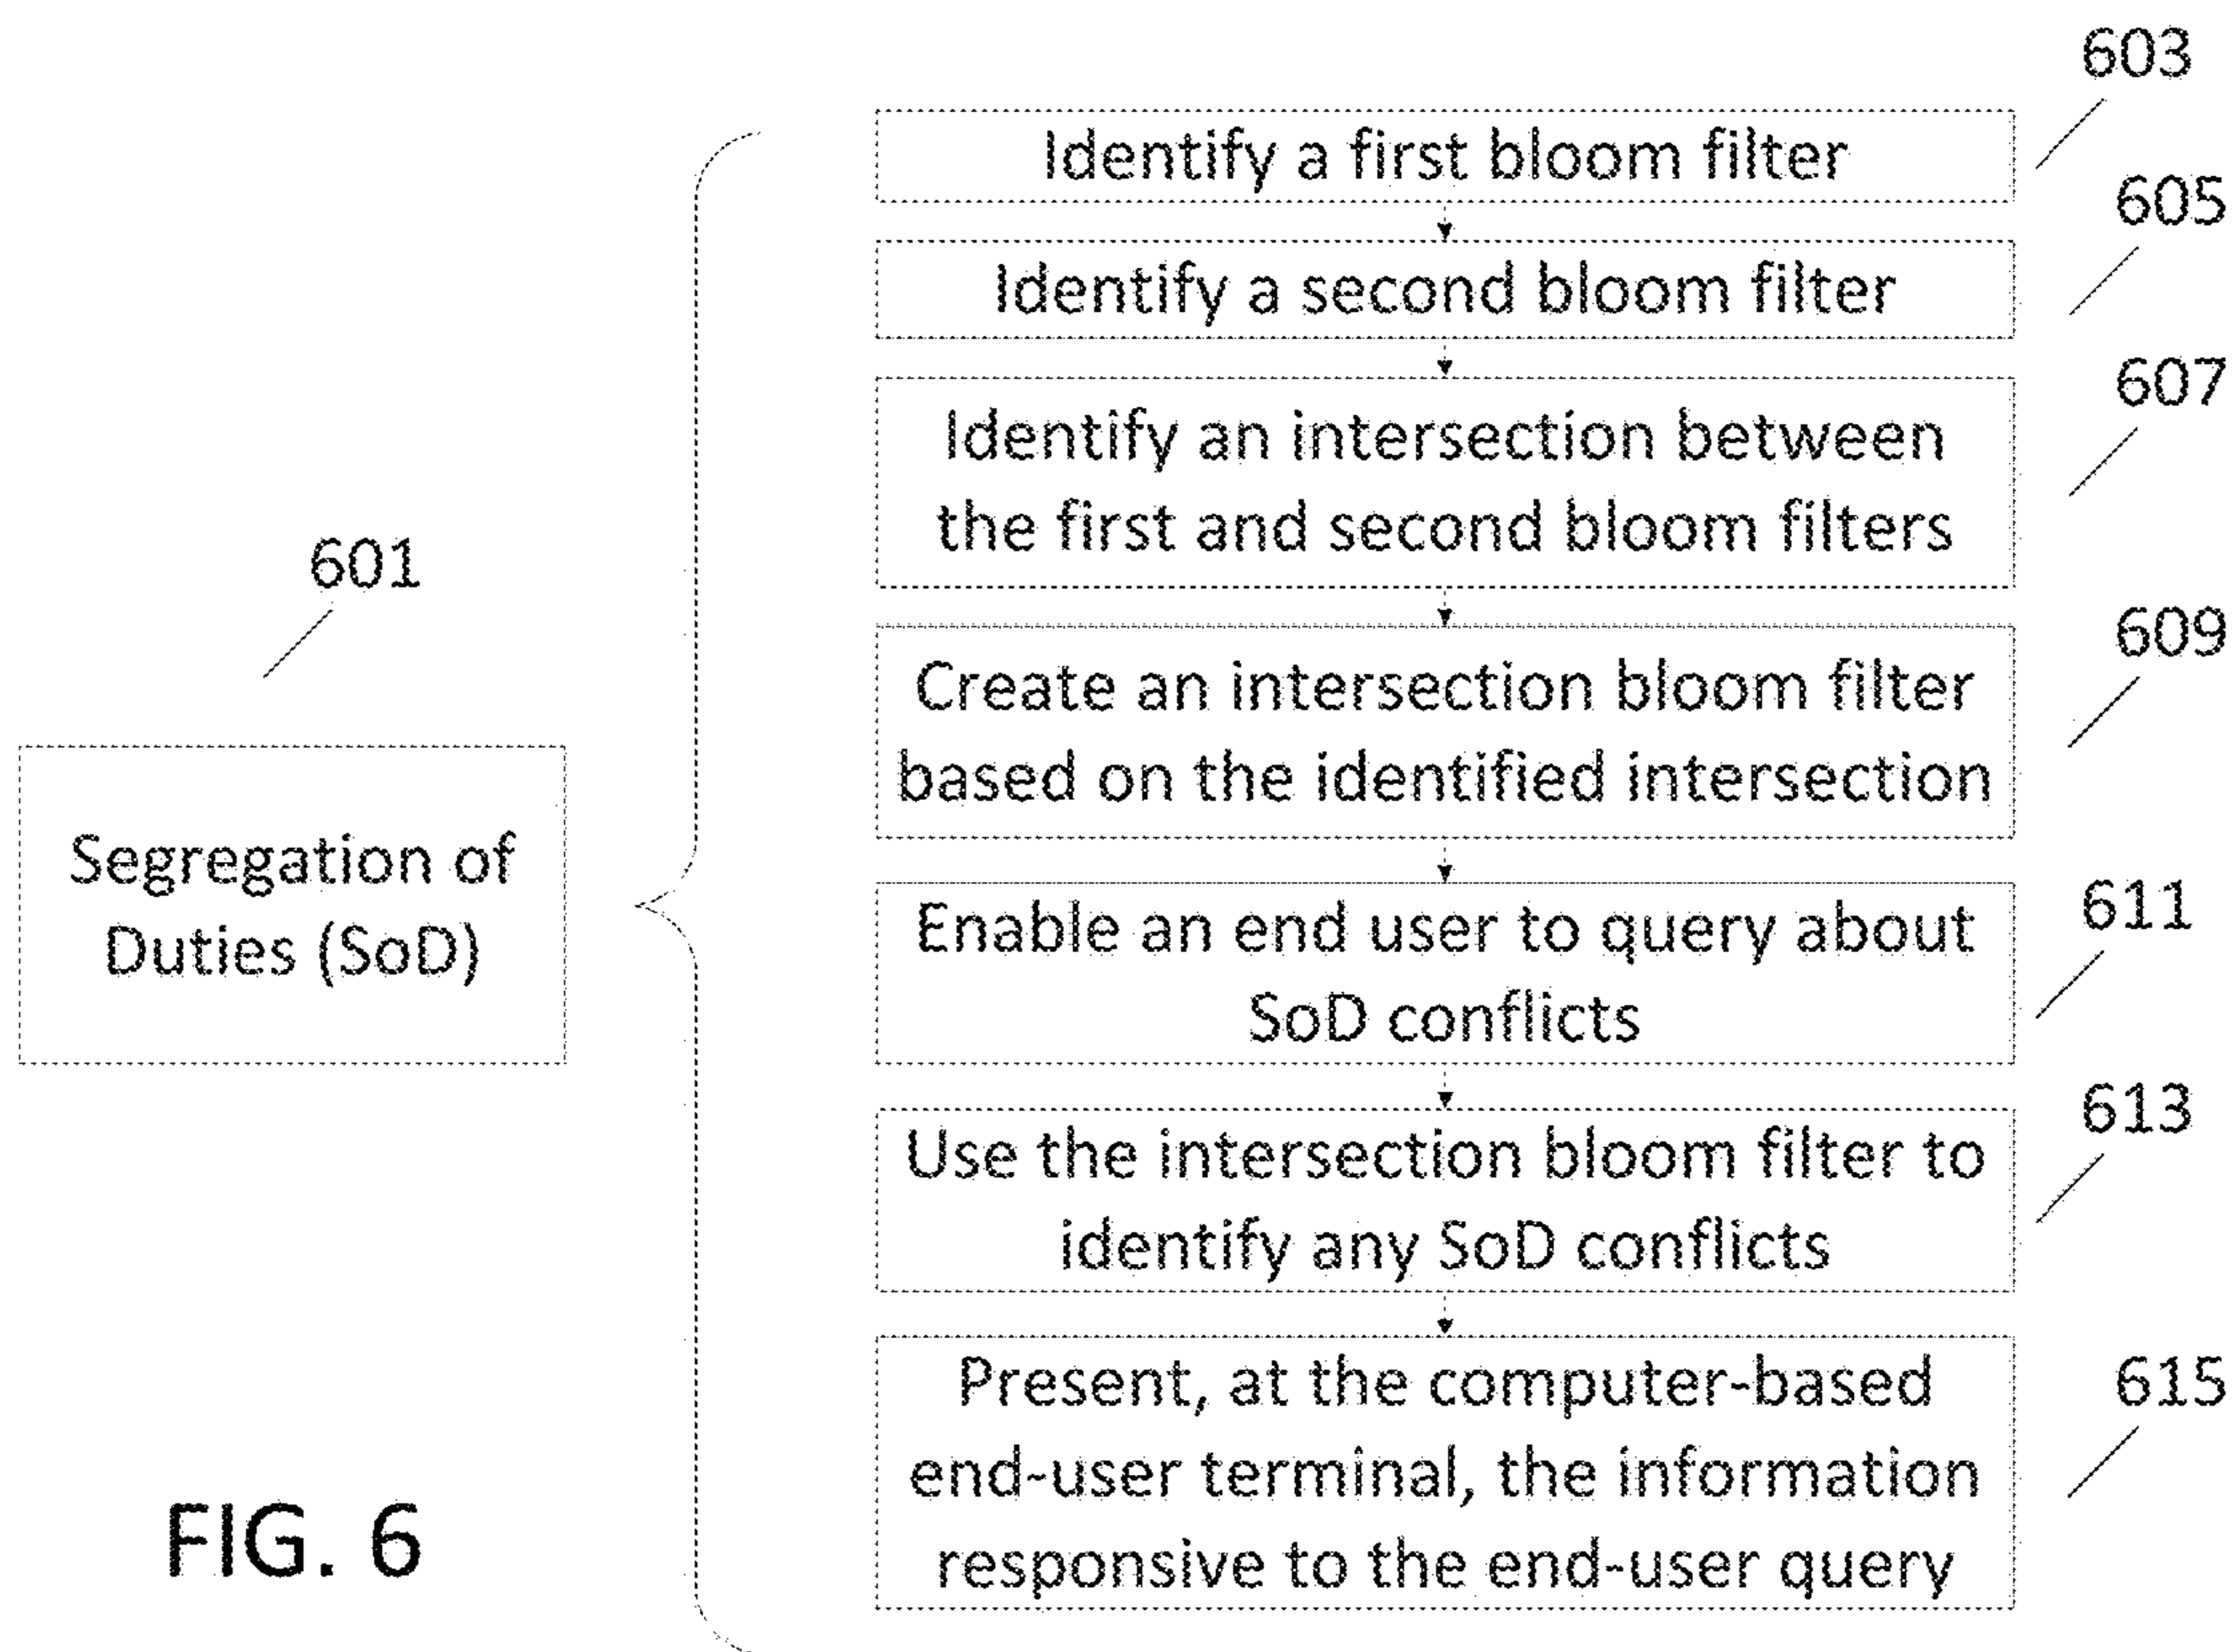 603
Identify a first bloom filter
605
Identify a second bloom filter
607
Identify an intersection between
the first and second bloom filters
601
609
Create an intersection bloom filter
based on the identified intersection
Segregation of
Duties (SoD)
611
Enable an end user to query about
SoD conflicts
613
Use the intersection bloom filter to
identify any SoD conflicts
615
Present, at the computer-based
end-user terminal, the information
responsive to the end-user query
FIG. 6